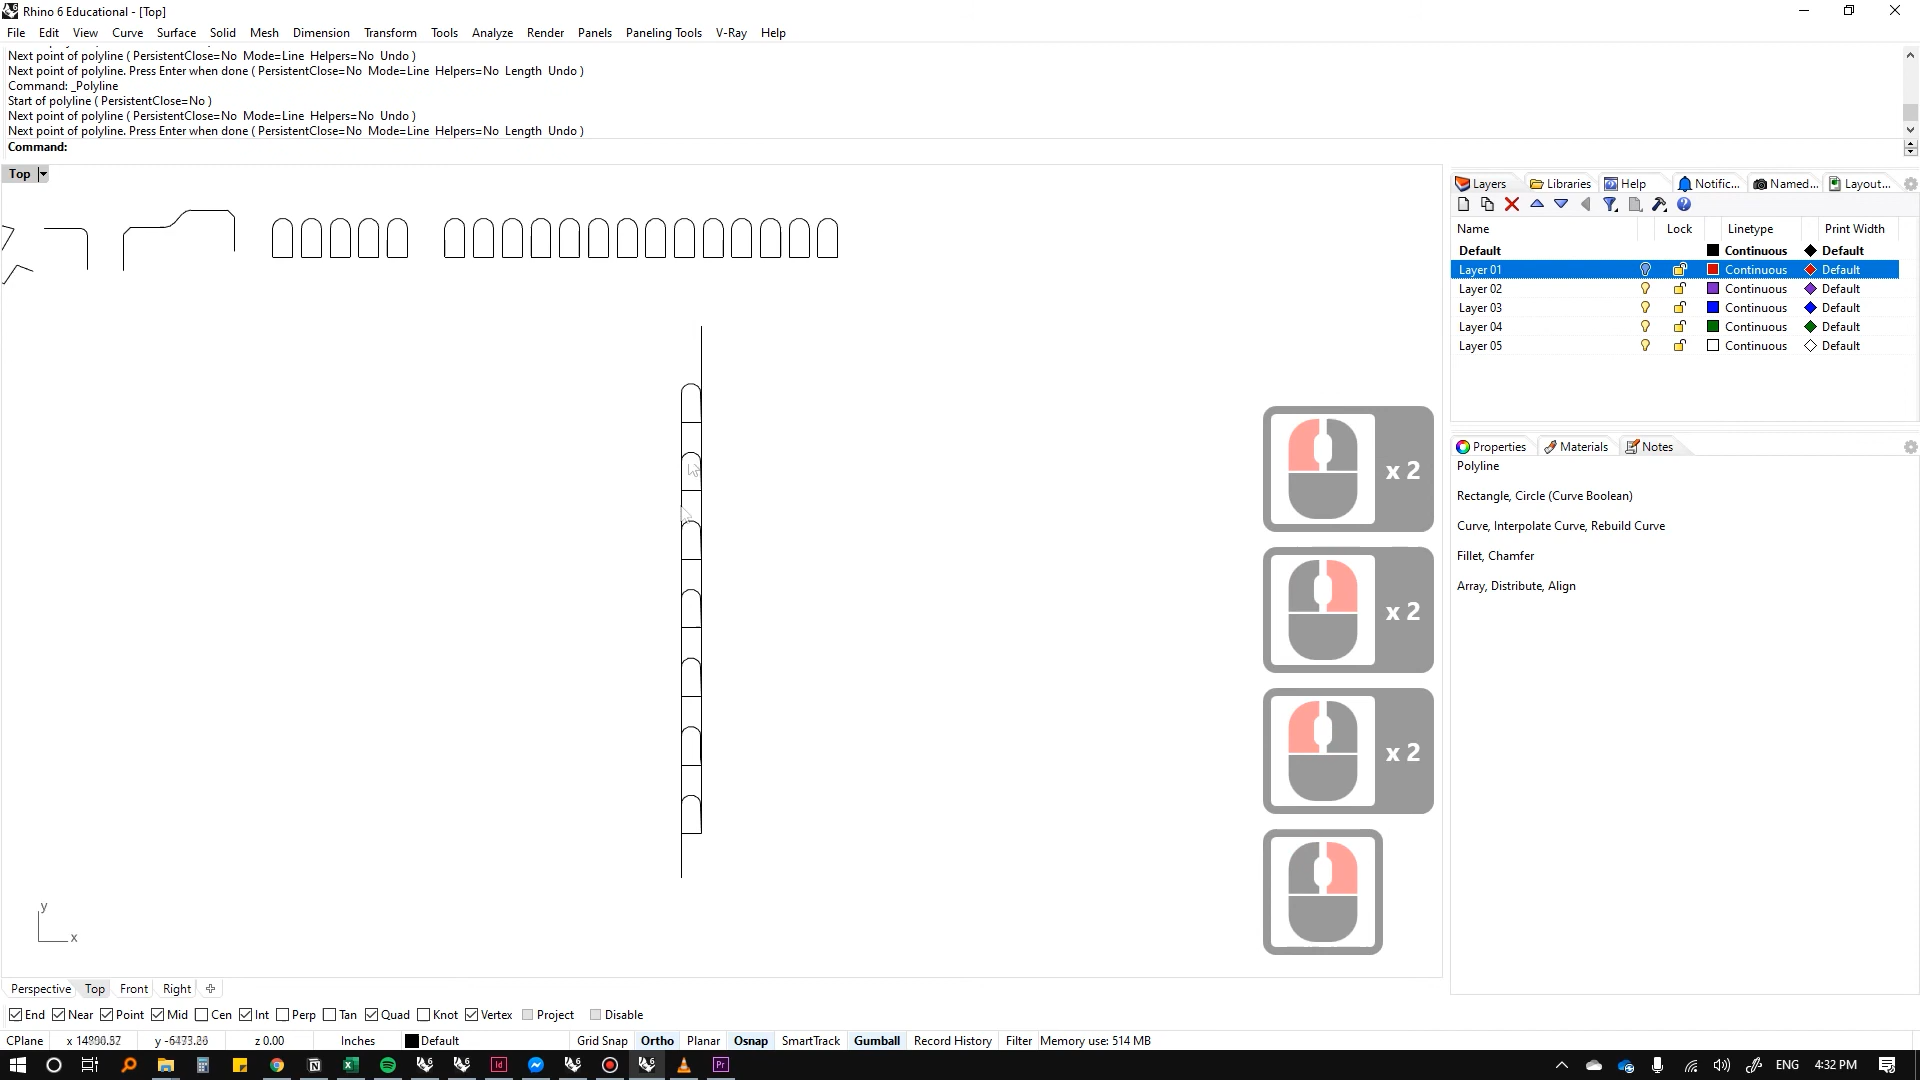 Rhino 6 Educational - [Top]
File Edit View Curve Surface Solid Mesh Dimension Transform Tools Analyze Render Panels Paneling Tools V-Ray Help
Next point of polyline ( PersistentClose=No Mode=Line Helpers=No Undo )
Next point of polyline. Press Enter when done ( PersistentClose=No Mode=Line Helpers=No Length Undo )
Command: _Polyline
Start of polyline ( PersistentClose=No )
Next point of polyline ( PersistentClose=No Mode=Line Helpers=No Undo )
Next point of polyline. Press Enter when done ( PersistentClose=No Mode=Line Helpers=No Length Undo )
Command:
Top
Layers Libraries Help Notific... Named... Layout...
Name Lock Linetype Print Width
Default Continuous Default
Layer 01 Continuous Default
Layer 02 Continuous Default
Layer 03 Continuous Default
Layer 04 Continuous Default
Layer 05 Continuous Default
Properties Materials Notes
Polyline
Rectangle, Circle (Curve Boolean)
Curve, Interpolate Curve, Rebuild Curve
Fillet, Chamfer
Array, Distribute, Align
x 2
x 2
x 2
y
x
Perspective Top Front Right
End Near Point Mid Cen Int Perp Tan Quad Knot Vertex Project Disable
CPlane x y z 0.00 Inches Default Grid Snap Ortho Planar Osnap SmartTrack Gumball Record History Filter Memory use: 514 MB
ENG 4:32 PM